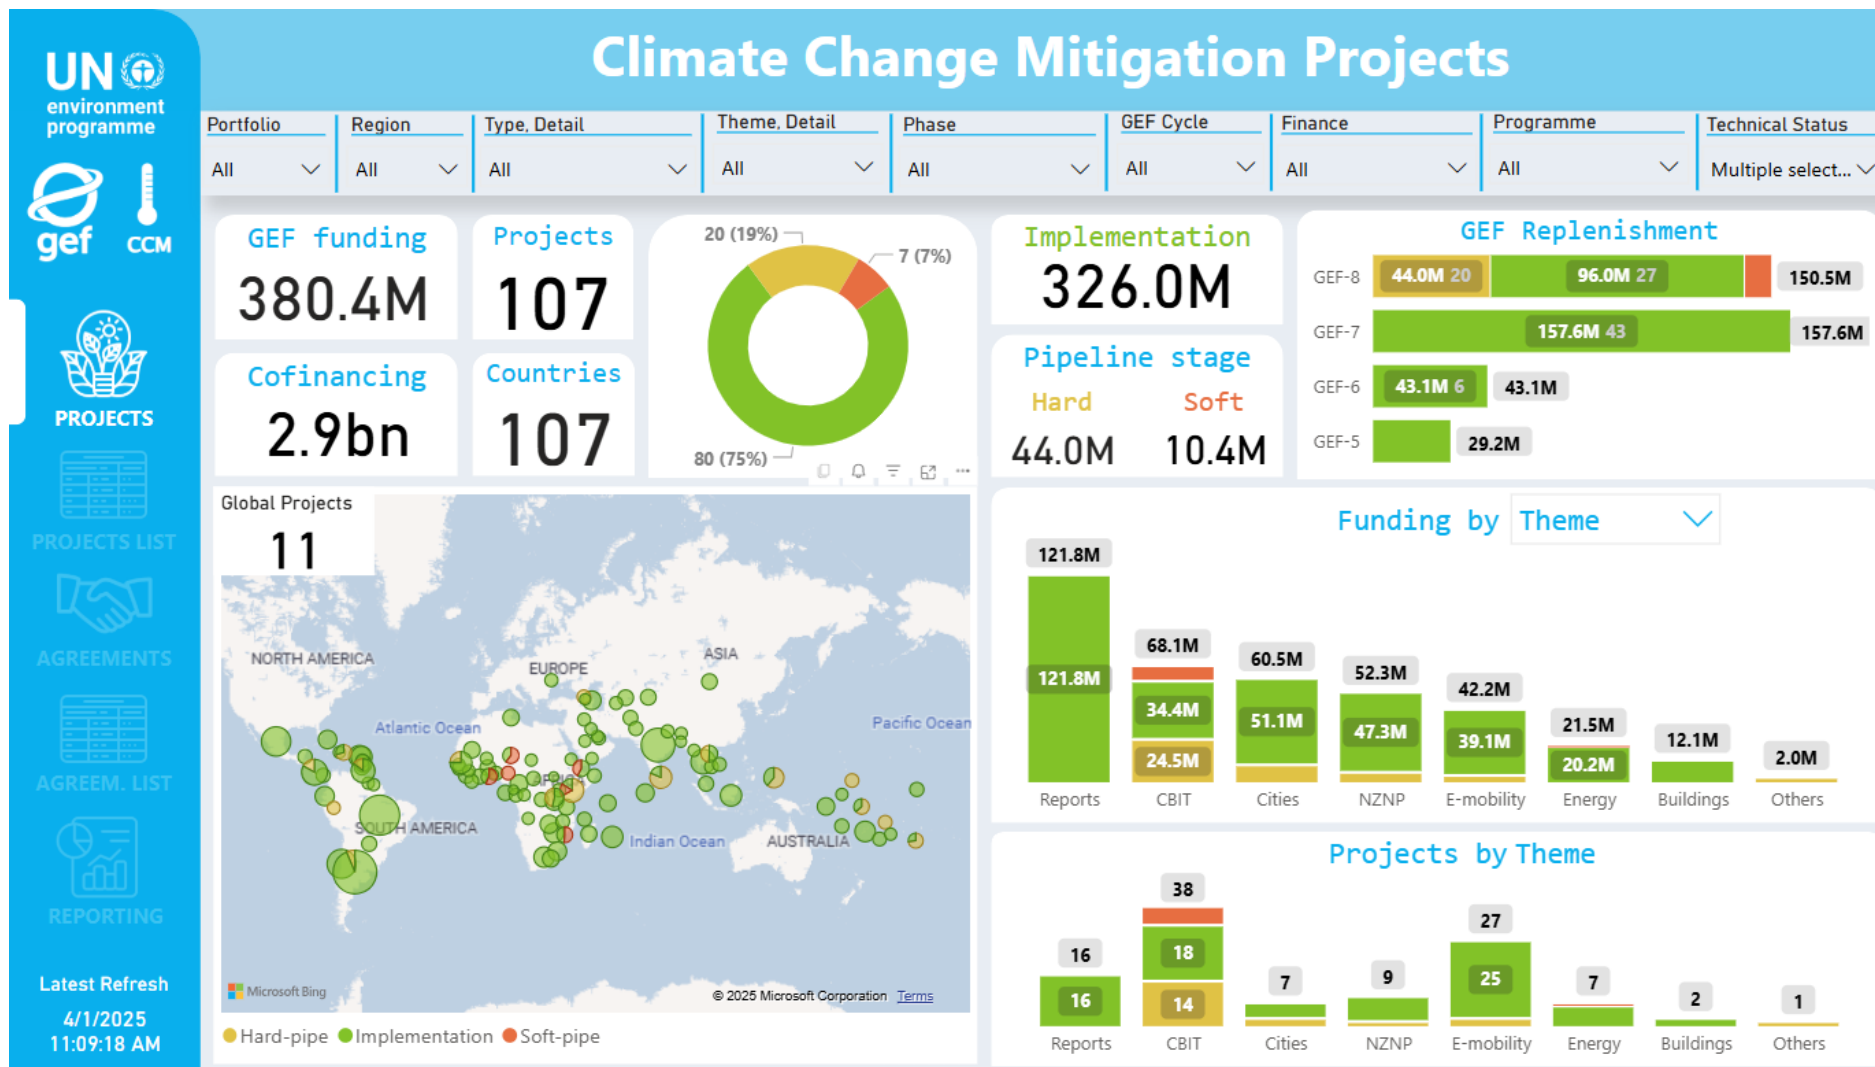 UN
environment
programme
gef
CCM
PROJECTS
PROJECTS LIST
AGREEMENTS
AGREEM. LIST
REPORTING
Latest Refresh
4/1/2025
11:09:18 AM
Climate Change Mitigation Projects
Portfolio
All
Region
All
Type, Detail
All
Theme, Detail
All
Phase
All
GEF Cycle
All
Finance
All
Programme
All
Technical Status
Multiple select...
GEF funding
380.4M
Projects
107
Cofinancing
2.9bn
Countries
107
20 (19%)
7 (7%)
80 (75%)
Implementation
326.0M
Pipeline stage
Hard
Soft
44.0M
10.4M
GEF Replenishment
GEF-8
44.0M 20
96.0M 27
150.5M
GEF-7
157.6M 43
157.6M
GEF-6
43.1M 6
43.1M
GEF-5
29.2M
Global Projects
11
NORTH AMERICA
EUROPE
ASIA
Atlantic Ocean
Pacific Ocean
AFRICA
SOUTH AMERICA
Indian Ocean
AUSTRALIA
Microsoft Bing
© 2025 Microsoft Corporation Terms
Hard-pipe
Implementation
Soft-pipe
Funding by Theme
121.8M
121.8M
68.1M
34.4M
24.5M
60.5M
51.1M
52.3M
47.3M
42.2M
39.1M
21.5M
20.2M
12.1M
2.0M
Reports
CBIT
Cities
NZNP
E-mobility
Energy
Buildings
Others
Projects by Theme
16
16
38
18
14
7
9
27
25
7
2
1
Reports
CBIT
Cities
NZNP
E-mobility
Energy
Buildings
Others